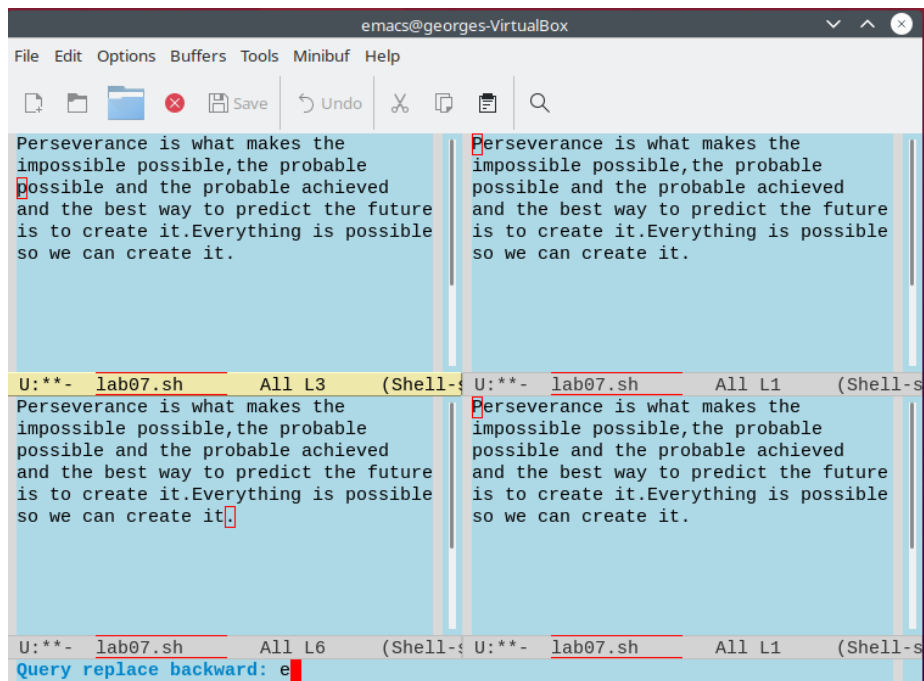 emacs@georges-VirtualBox
File Edit Options Buffers Tools Minibuf Help
Save Undo
Perseverance is what makes the
impossible possible,the probable
possible and the probable achieved
and the best way to predict the future
is to create it.Everything is possible
so we can create it.
U:**- lab07.sh All L3 (Shell-s
Perseverance is what makes the
impossible possible,the probable
possible and the probable achieved
and the best way to predict the future
is to create it.Everything is possible
so we can create it.
U:**- lab07.sh All L1 (Shell-s
Perseverance is what makes the
impossible possible,the probable
possible and the probable achieved
and the best way to predict the future
is to create it.Everything is possible
so we can create it.
U:**- lab07.sh All L6 (Shell-s
Perseverance is what makes the
impossible possible,the probable
possible and the probable achieved
and the best way to predict the future
is to create it.Everything is possible
so we can create it.
U:**- lab07.sh All L1 (Shell-s
Query replace backward: e